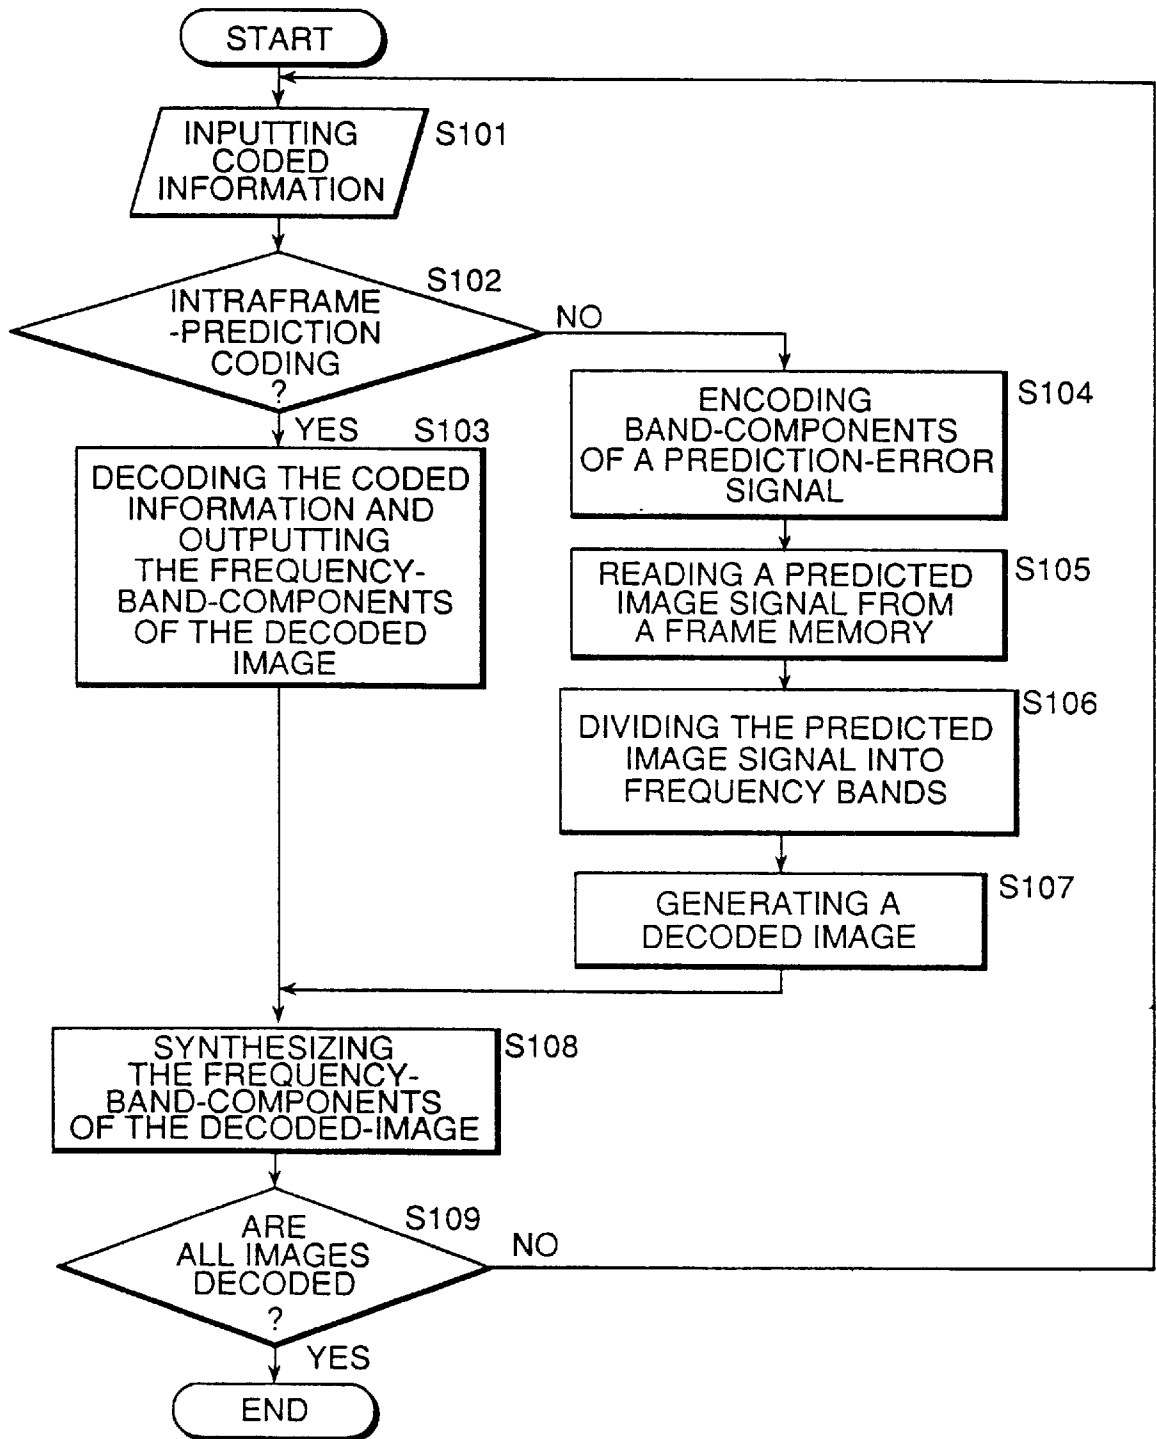 START
INPUTTING
CODED
INFORMATION
S101
S102
INTRAFRAME
-PREDICTION
CODING
?
NO
YES
S103
DECODING THE CODED
INFORMATION AND
OUTPUTTING
THE FREQUENCY-
BAND-COMPONENTS
OF THE DECODED
IMAGE
S104
ENCODING
BAND-COMPONENTS
OF A PREDICTION-ERROR
SIGNAL
S105
READING A PREDICTED
IMAGE SIGNAL FROM
A FRAME MEMORY
S106
DIVIDING THE PREDICTED
IMAGE SIGNAL INTO
FREQUENCY BANDS
S107
GENERATING A
DECODED IMAGE
S108
SYNTHESIZING
THE FREQUENCY-
BAND-COMPONENTS
OF THE DECODED-IMAGE
S109
ARE
ALL IMAGES
DECODED
?
NO
YES
END